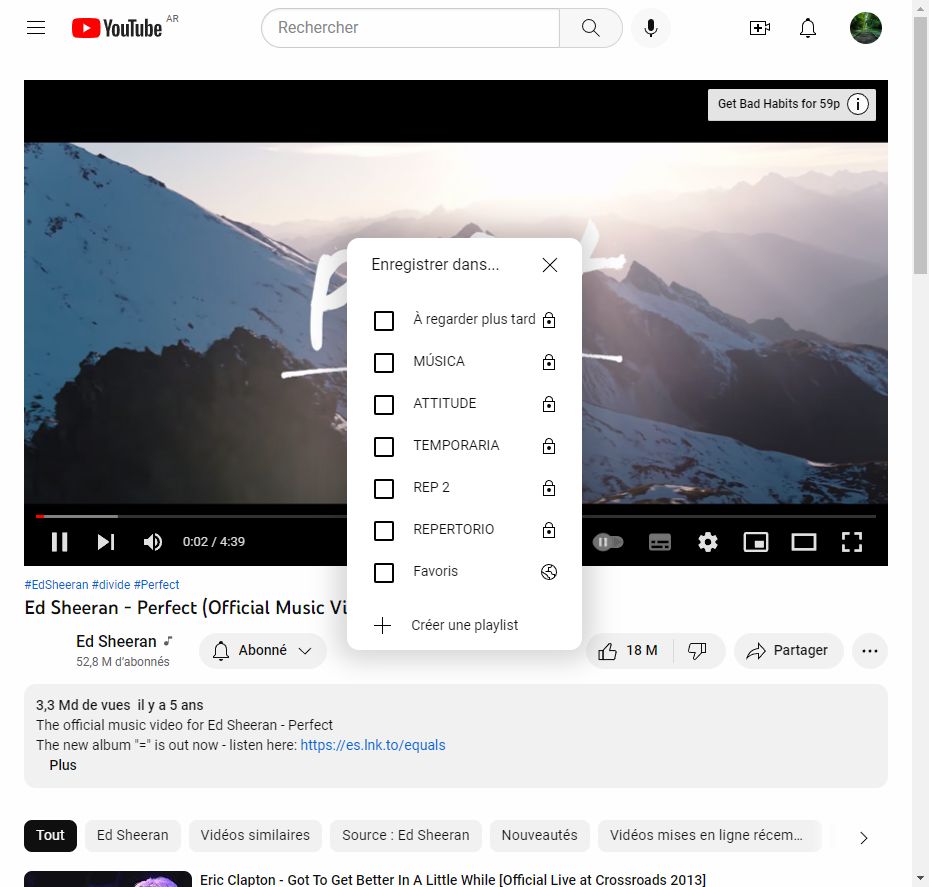 YouTube AR
Rechercher
Get Bad Habits for 59p
Enregistrer dans...
À regarder plus tard
MÚSICA
ATTITUDE
TEMPORARIA
REP 2
REPERTORIO
Favoris
Créer une playlist
0:02 / 4:39
#EdSheeran #divide #Perfect
Ed Sheeran - Perfect (Official Music Vi
Ed Sheeran
52,8 M d'abonnés
Abonné
18 M
Partager
3,3 Md de vues il y a 5 ans
The official music video for Ed Sheeran - Perfect
The new album "=" is out now - listen here: https://es.lnk.to/equals
Plus
Tout
Ed Sheeran
Vidéos similaires
Source : Ed Sheeran
Nouveautés
Vidéos mises en ligne récem...
Eric Clapton - Got To Get Better In A Little While [Official Live at Crossroads 2013]